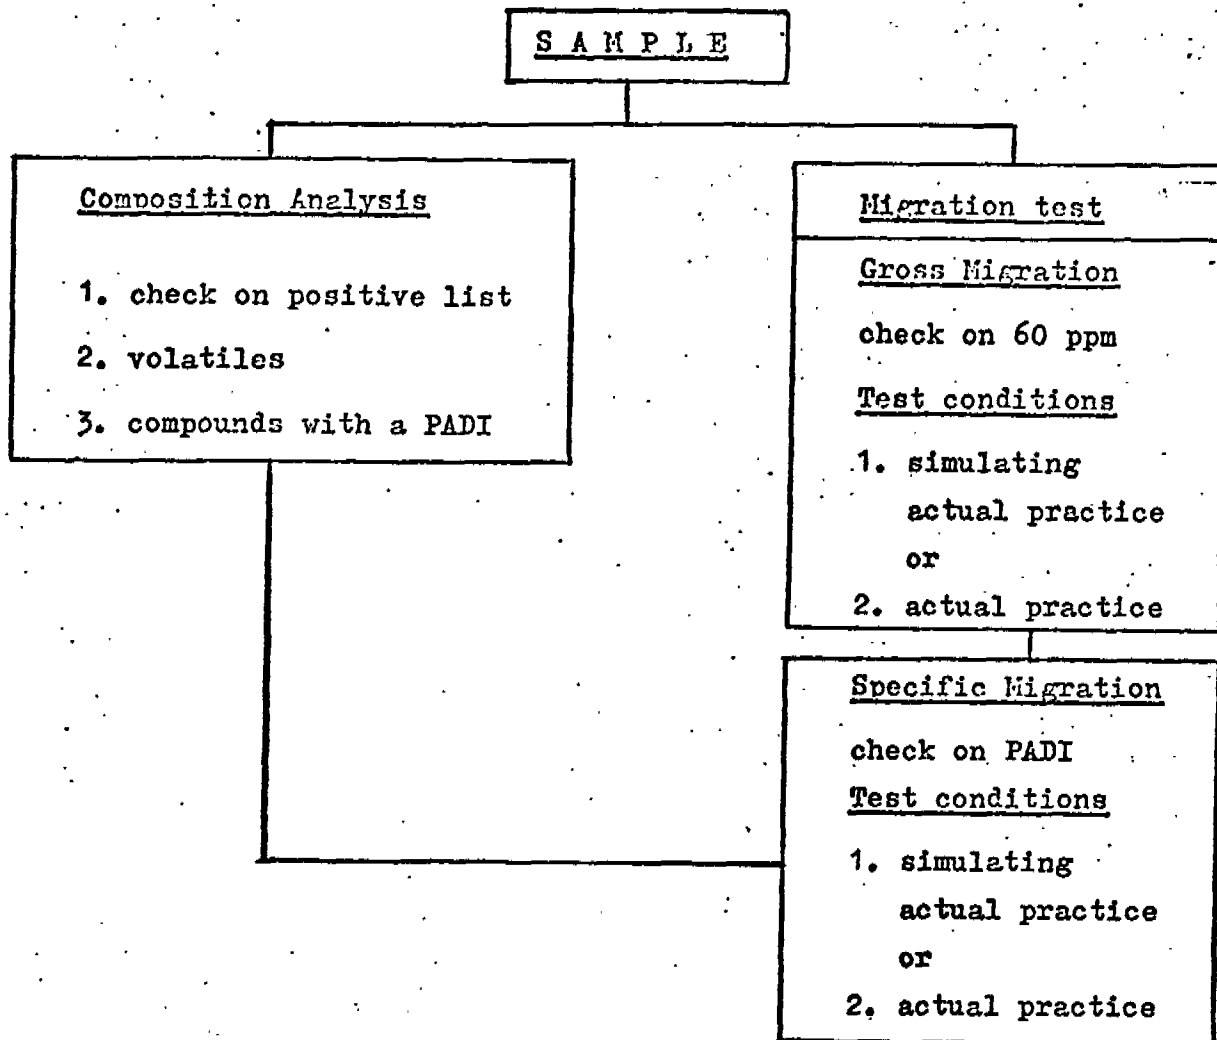 S A M P L E
Composition Analysis
1. check on positive list
2. volatiles
3. compounds with a PADI
Migration test
Gross Migration
check on 60 ppm
Test conditions
1. simulating
actual practice
or
2. actual practice
Specific Migration
check on PADI
Test conditions
1. simulating
actual practice
or
2. actual practice